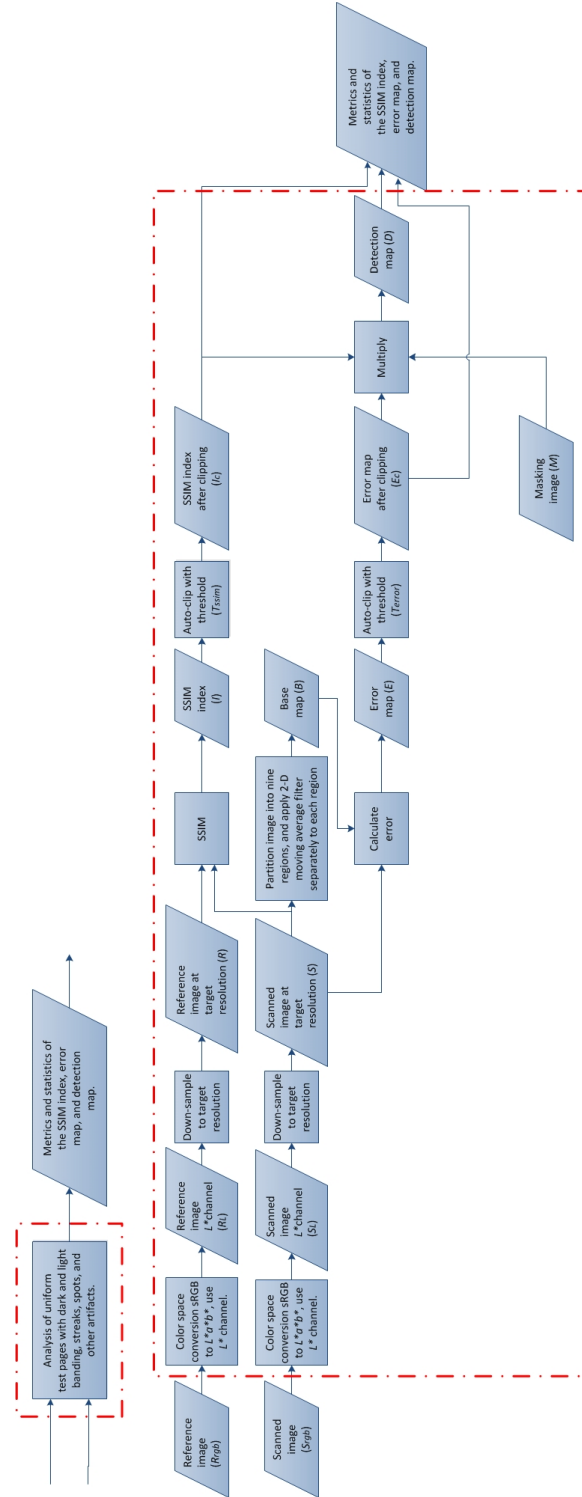 Analysis of uniform
test pages with dark and light
banding, streaks, spots, and
other artifacts.
Metrics and statistics of
the SSIM index, error
map, and detection
map.
Reference
image (Rrgb)
Color space
conversion sRGB
to L*a*b*, use
L* channel.
Reference
image
L*channel
(RL)
Down-sample
to target
resolution
Reference
image at target
resolution (R)
SSIM
SSIM
index
(I)
Auto-clip with
threshold
(Tssim)
SSIM index
after clipping
(Ic)
Scanned
image (Srgb)
Color space
conversion sRGB
to L*a*b*, use
L* channel.
Scanned
image
L*channel
(SL)
Down-sample
to target
resolution
Scanned
image at
target
resolution (S)
Partition image into nine
regions, and apply 2-D
moving average filter
separately to each region
Base
map (B)
Calculate
error
Error
map (E)
Auto-clip with
threshold
(Terror)
Error map
after clipping
(Ec)
Multiply
Detection
map (D)
Metrics and
statistics of
the SSIM index,
error map, and
detection map.
Masking
image (M)